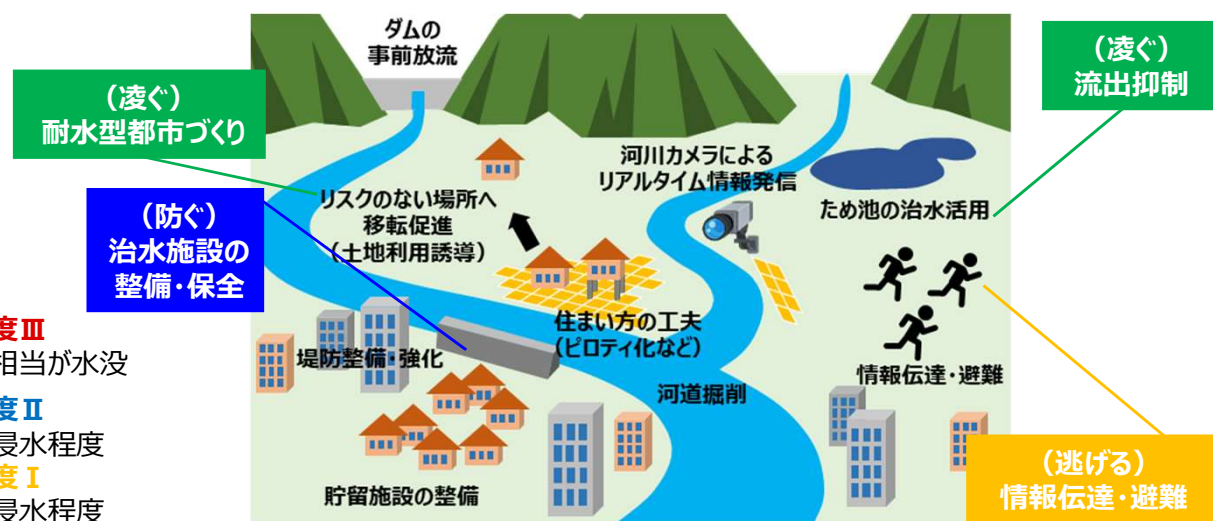 ダムの
事前放流
(凌ぐ)
耐水型都市づくり
(凌ぐ)
流出抑制
河川カメラによる
リアルタイム情報発信
リスクのない場所へ
移転促進
(土地利用誘導)
ため池の治水活用
(防ぐ)
治水施設の
整備・保全
住まい方の工夫
(ピロティ化など)
堤防整備・強化
情報伝達・避難
河道掘削
度Ⅲ
相当が水没
度Ⅱ
浸水程度
度Ⅰ
浸水程度
貯留施設の整備
(逃げる)
情報伝達・避難